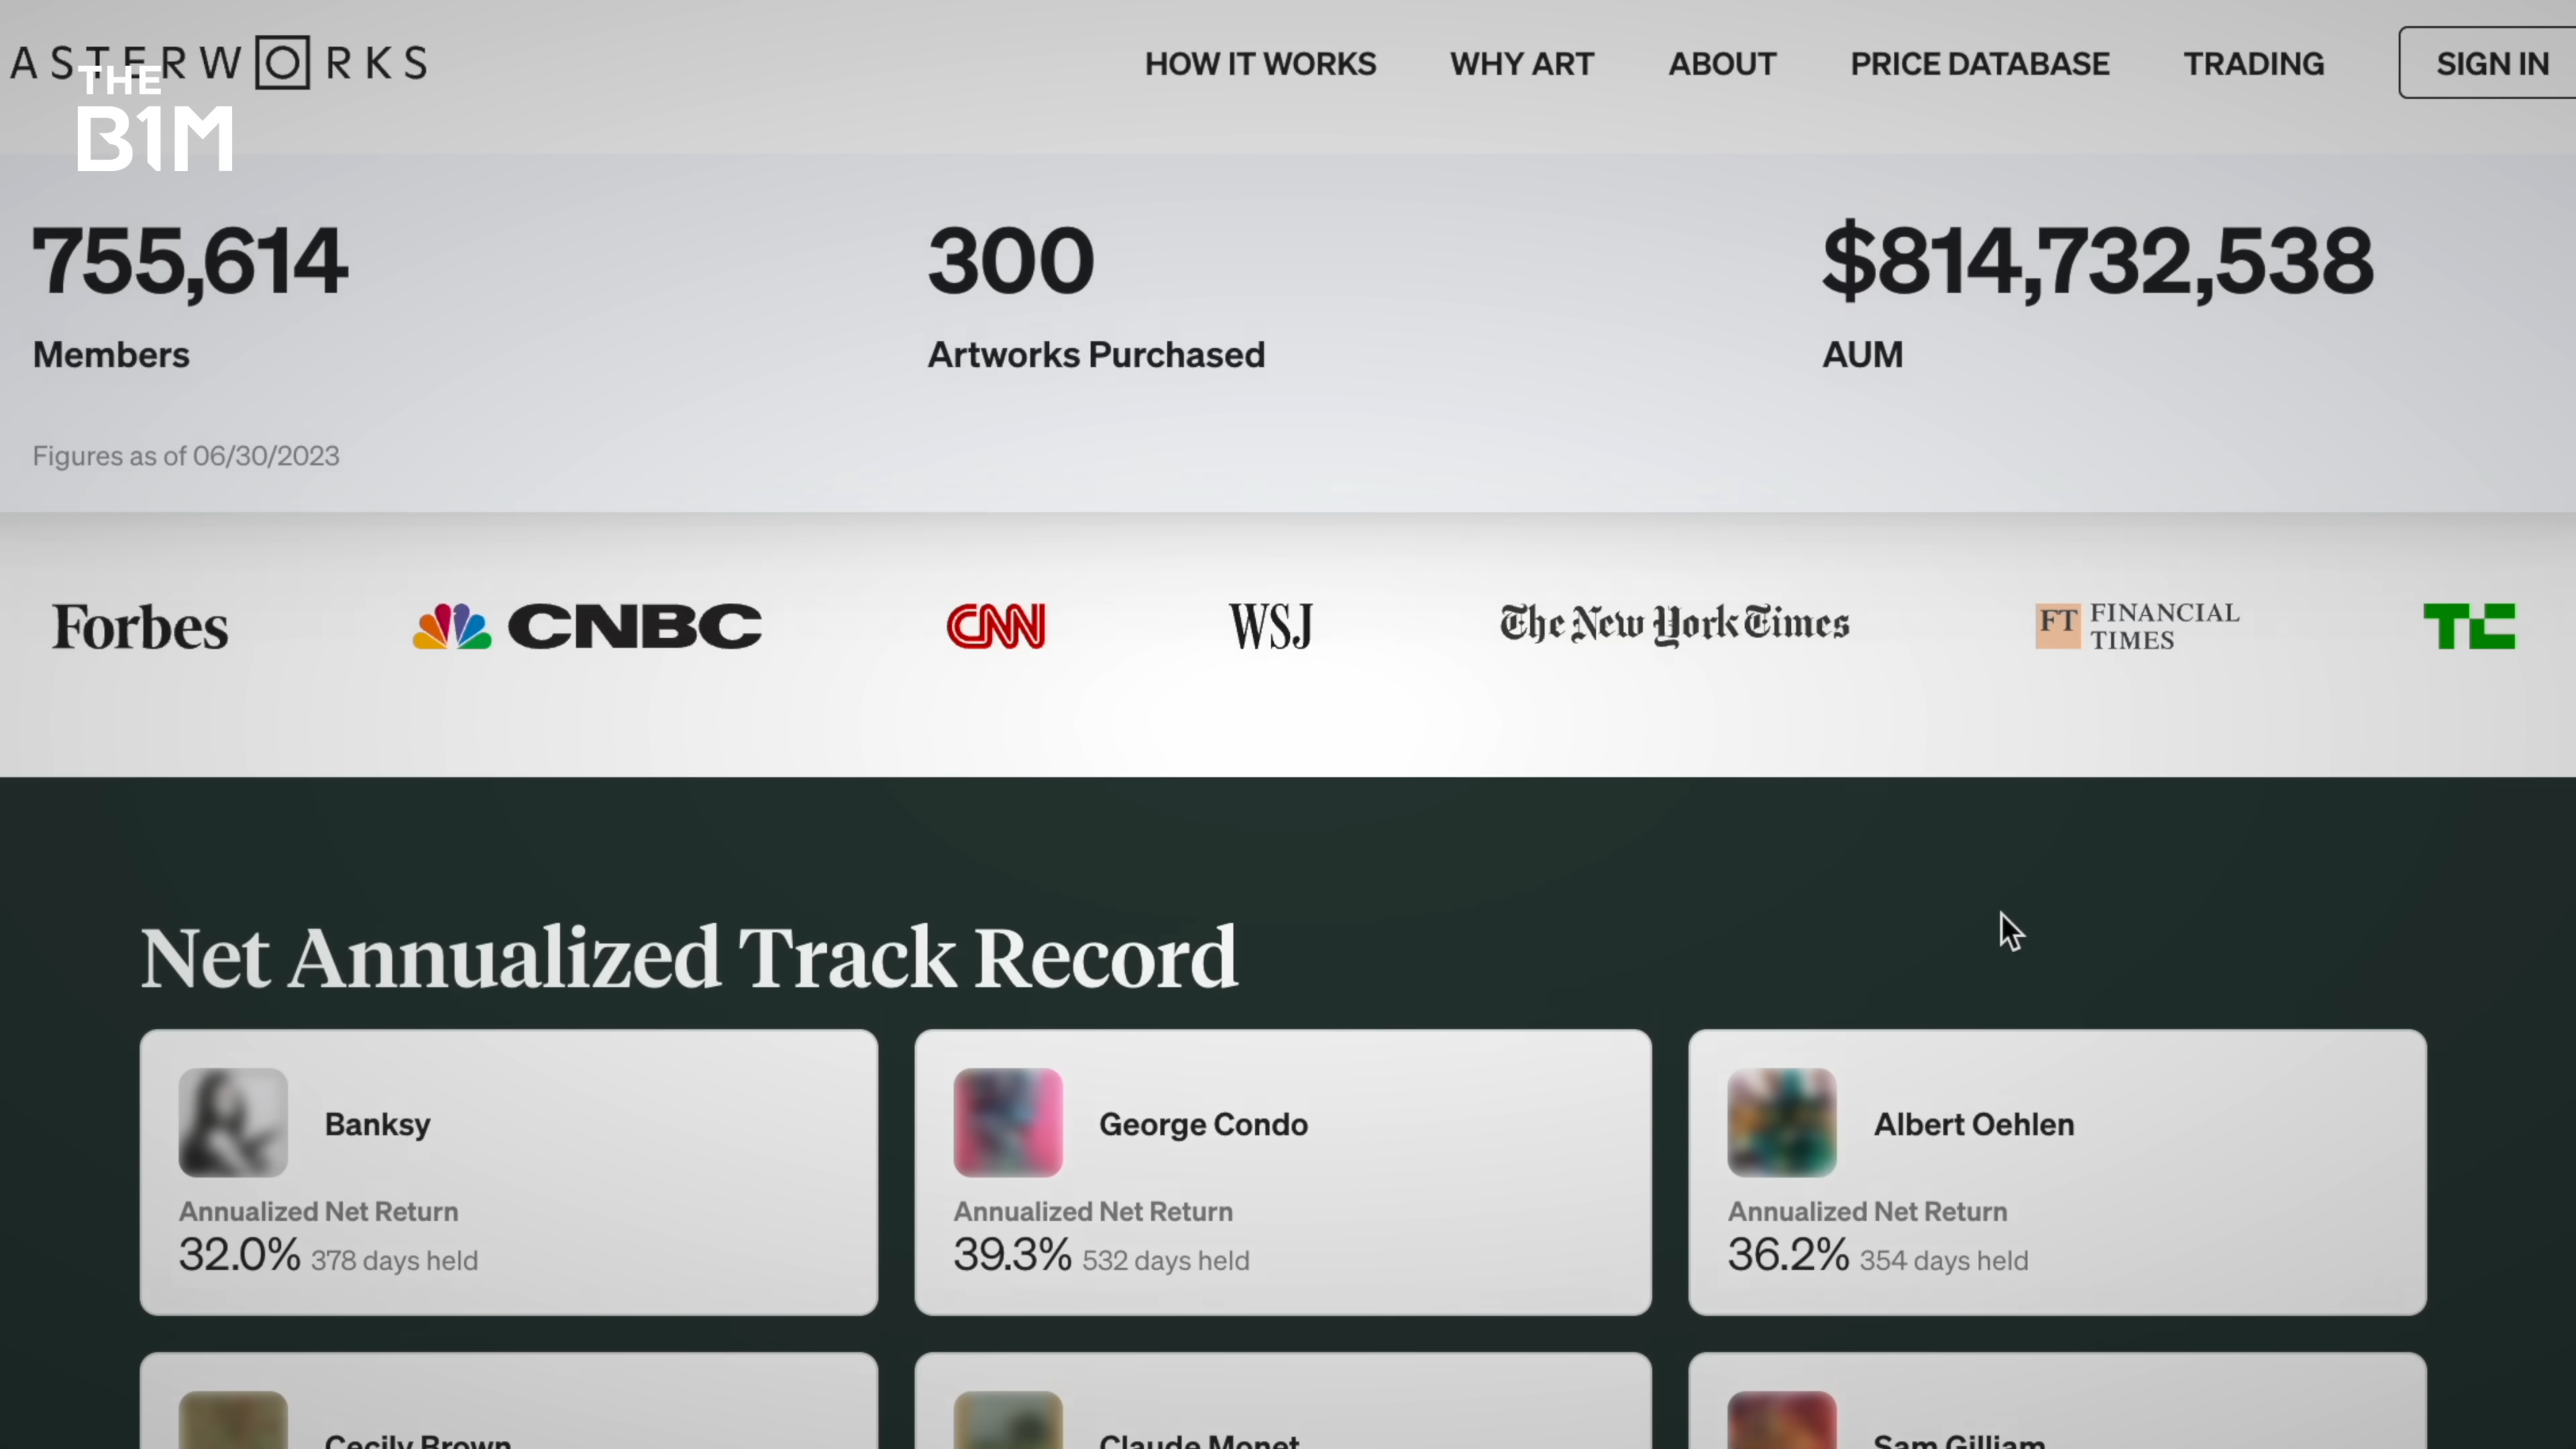 ASTERWORKS
HOW IT WORKS WHY ART ABOUT PRICE DATABASE TRADING SIGN IN
THE
B1M
755,614 300 $814,732,538
Members Artworks Purchased AUM
Figures as of 06/30/2023
Forbes CNBC CNN WSJ The New York Times FT FINANCIAL TIMES TC
Net Annualized Track Record
Banksy George Condo Albert Oehlen
Annualized Net Return Annualized Net Return Annualized Net Return
32.0% 378 days held 39.3% 532 days held 36.2% 354 days held
Cecily Brown Claude Monet Sam Gilliam